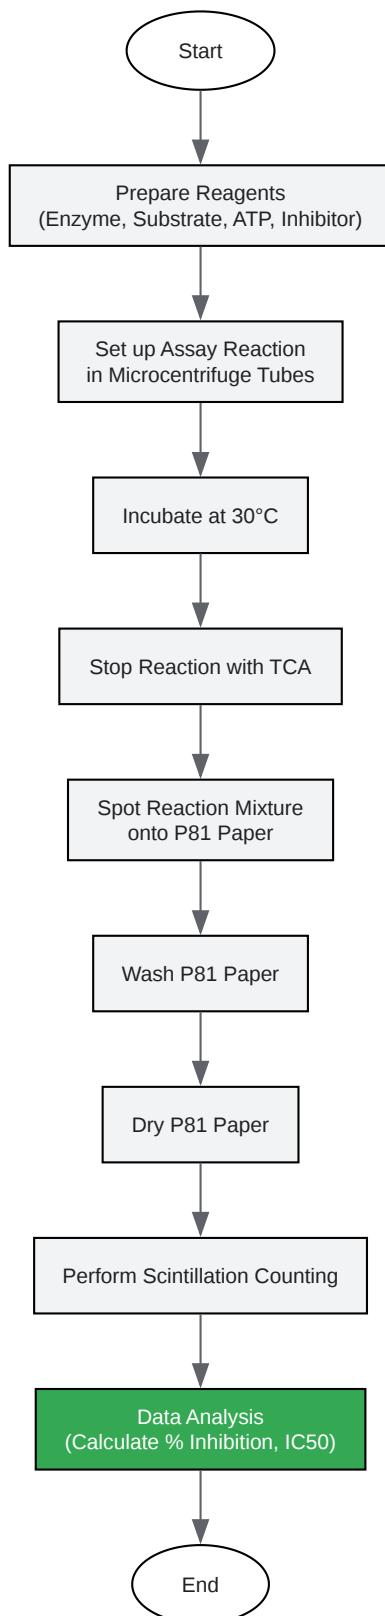 Start
Prepare Reagents
(Enzyme, Substrate, ATP, Inhibitor)
Set up Assay Reaction
in Microcentrifuge Tubes
Incubate at 30°C
Stop Reaction with TCA
Spot Reaction Mixture
onto P81 Paper
Wash P81 Paper
Dry P81 Paper
Perform Scintillation Counting
Data Analysis
(Calculate % Inhibition, IC50)
End